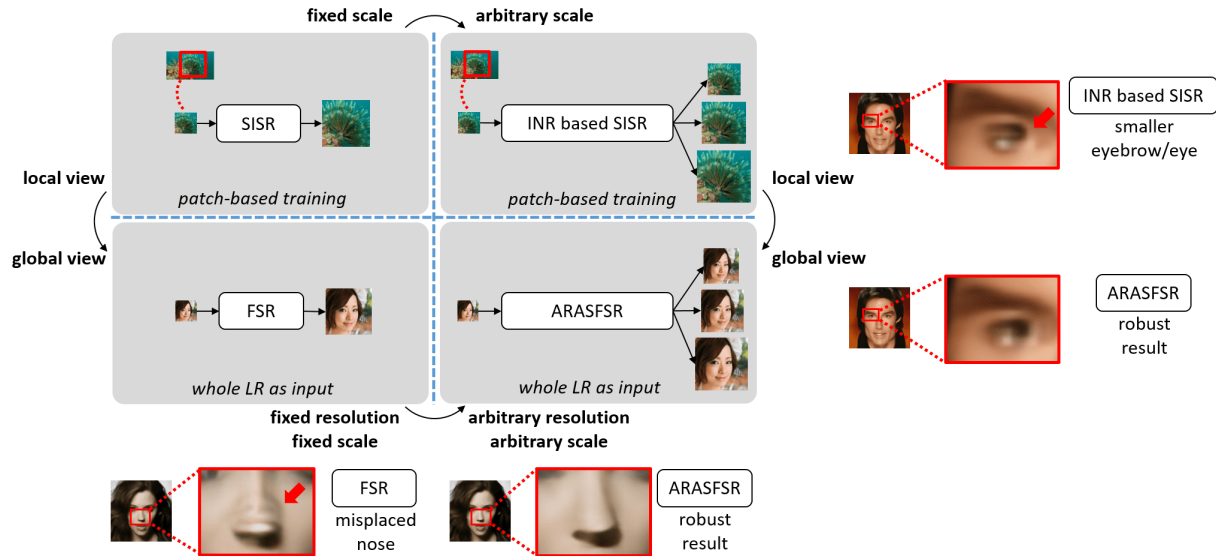 fixed scale
arbitrary scale
SISR
INR based SISR
INR based SISR
smaller
eyebrow/eye
local view
patch-based training
patch-based training
local view
global view
global view
FSR
ARASFSR
ARASFSR
robust
result
whole LR as input
whole LR as input
fixed resolution
fixed scale
arbitrary resolution
arbitrary scale
FSR
misplaced
nose
ARASFSR
robust
result